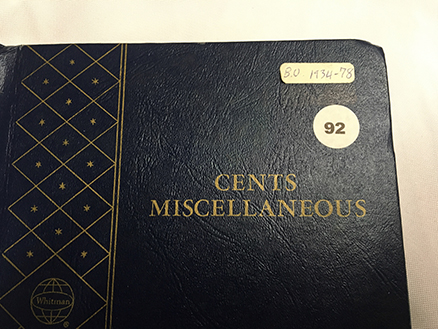 B.U 1934-78
92
CENTS
MISCELLANEOUS
Whitman
®